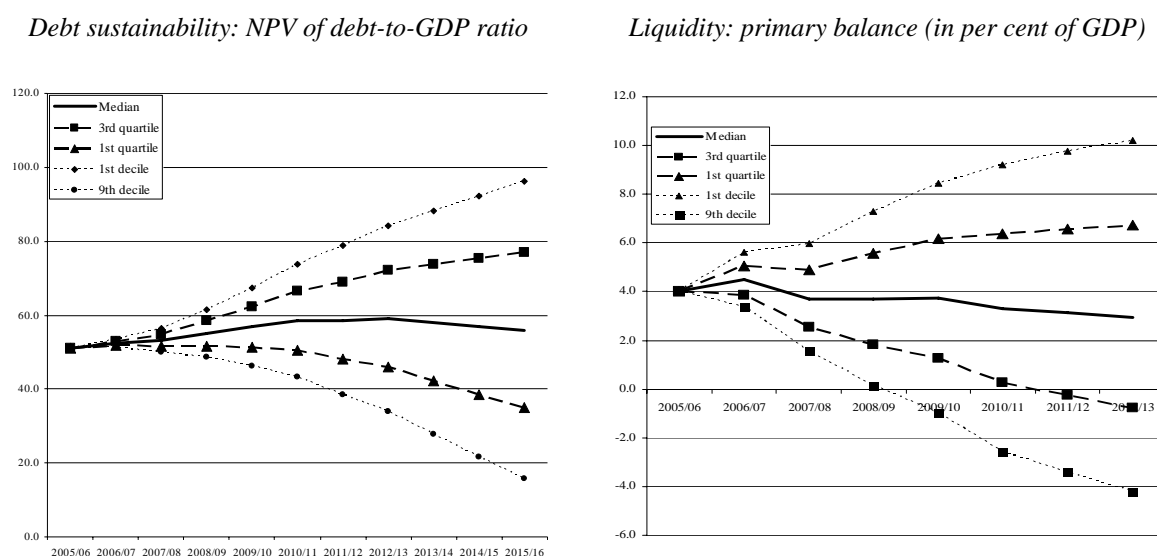 Debt sustainability: NPV of debt-to-GDP ratio
120.0
100.0
80.0
60.0
40.0
20.0
0.0
Median
3rd quartile
1st quartile
1st decile
9th decile
2005/06 2006/07 2007/08 2008/09 2009/10 2010/11 2011/12 2012/13 2013/14 2014/15 2015/16
Liquidity: primary balance (in per cent of GDP)
12.0
10.0
8.0
6.0
4.0
2.0
0.0
-2.0
-4.0
-6.0
Median
3rd quartile
1st quartile
1st decile
9th decile
2005/06 2006/07 2007/08 2008/09 2009/10 2010/11 2011/12